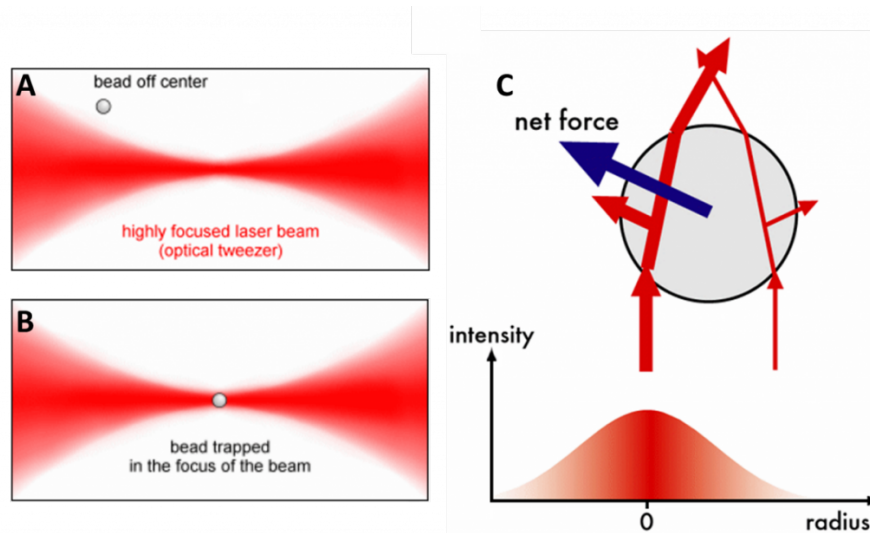 A
bead off center
highly focused laser beam
(optical tweezer)
B
bead trapped
in the focus of the beam
C
net force
intensity
0
radius